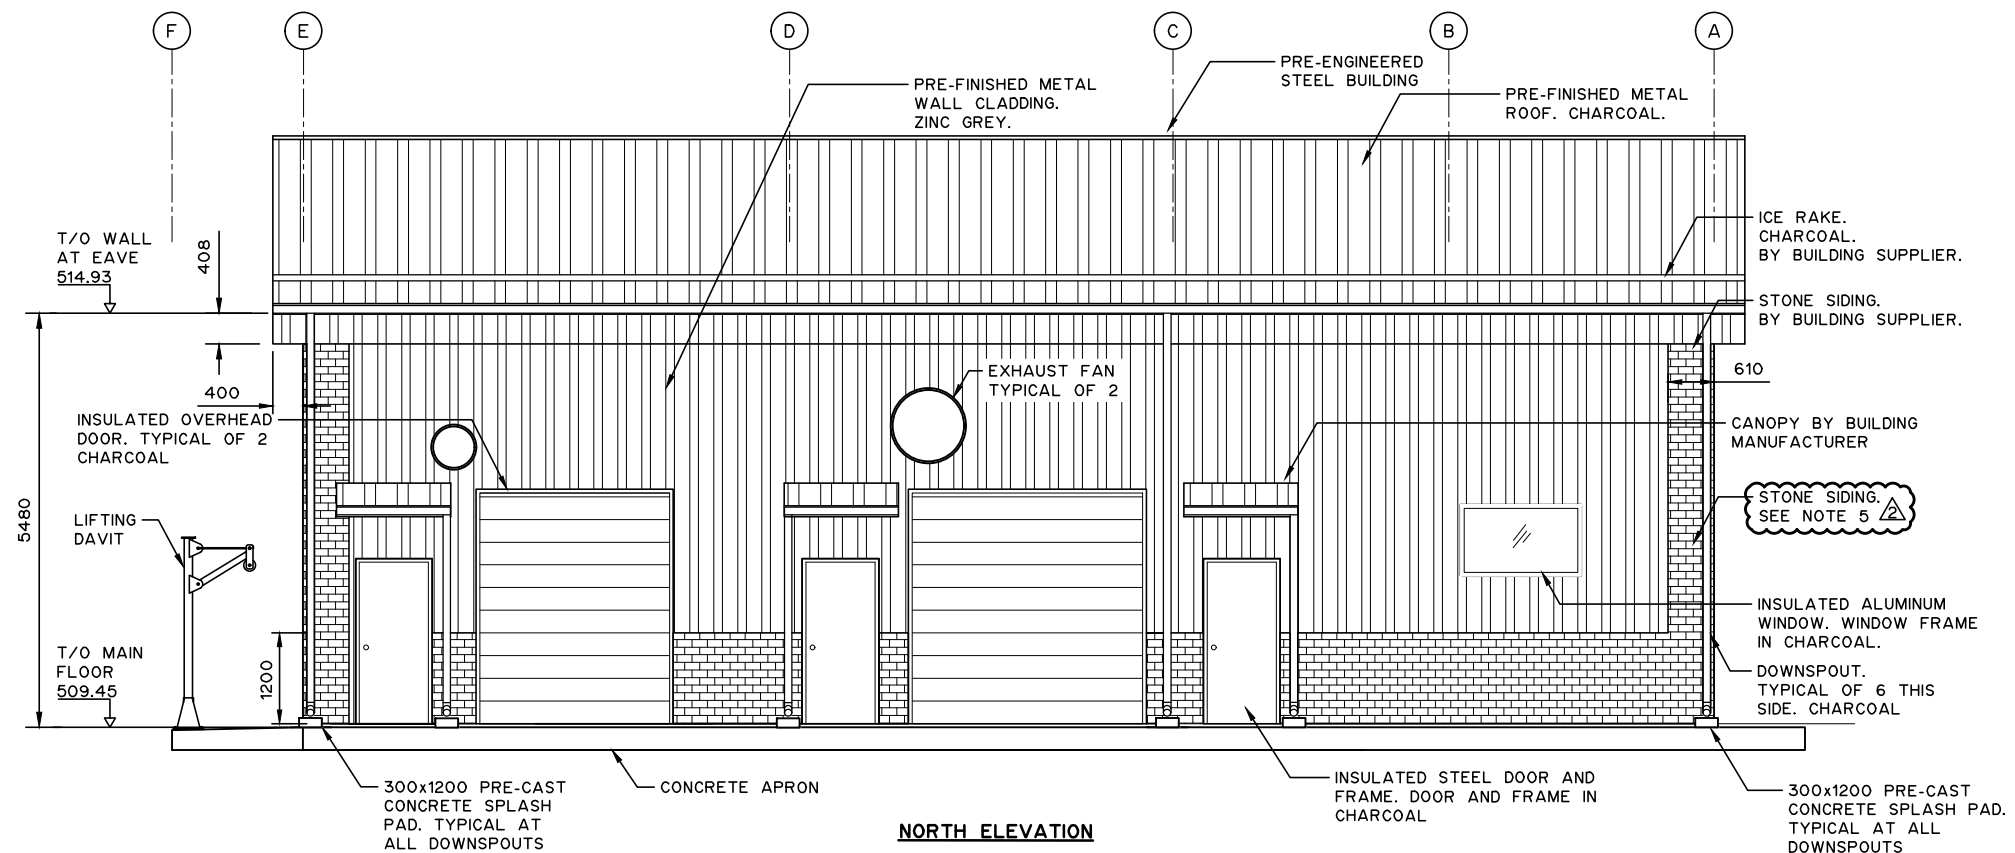 F
E
D
C
B
A
PRE-ENGINEERED
STEEL BUILDING
PRE-FINISHED METAL
WALL CLADDING.
ZINC GREY.
PRE-FINISHED METAL
ROOF. CHARCOAL.
T/O WALL
AT EAVE
514.93
408
ICE RAKE.
CHARCOAL.
BY BUILDING SUPPLIER.
STONE SIDING.
BY BUILDING SUPPLIER.
EXHAUST FAN
TYPICAL OF 2
610
400
INSULATED OVERHEAD
DOOR. TYPICAL OF 2
CHARCOAL
CANOPY BY BUILDING
MANUFACTURER
5480
LIFTING
DAVIT
STONE SIDING.
SEE NOTE 5
2
INSULATED ALUMINUM
WINDOW. WINDOW FRAME
IN CHARCOAL.
T/O MAIN
FLOOR
509.45
1200
DOWNSPOUT.
TYPICAL OF 6 THIS
SIDE. CHARCOAL
300x1200 PRE-CAST
CONCRETE SPLASH
PAD. TYPICAL AT
ALL DOWNSPOUTS
CONCRETE APRON
INSULATED STEEL DOOR AND
FRAME. DOOR AND FRAME IN
CHARCOAL
300x1200 PRE-CAST
CONCRETE SPLASH PAD.
TYPICAL AT ALL
DOWNSPOUTS
NORTH ELEVATION